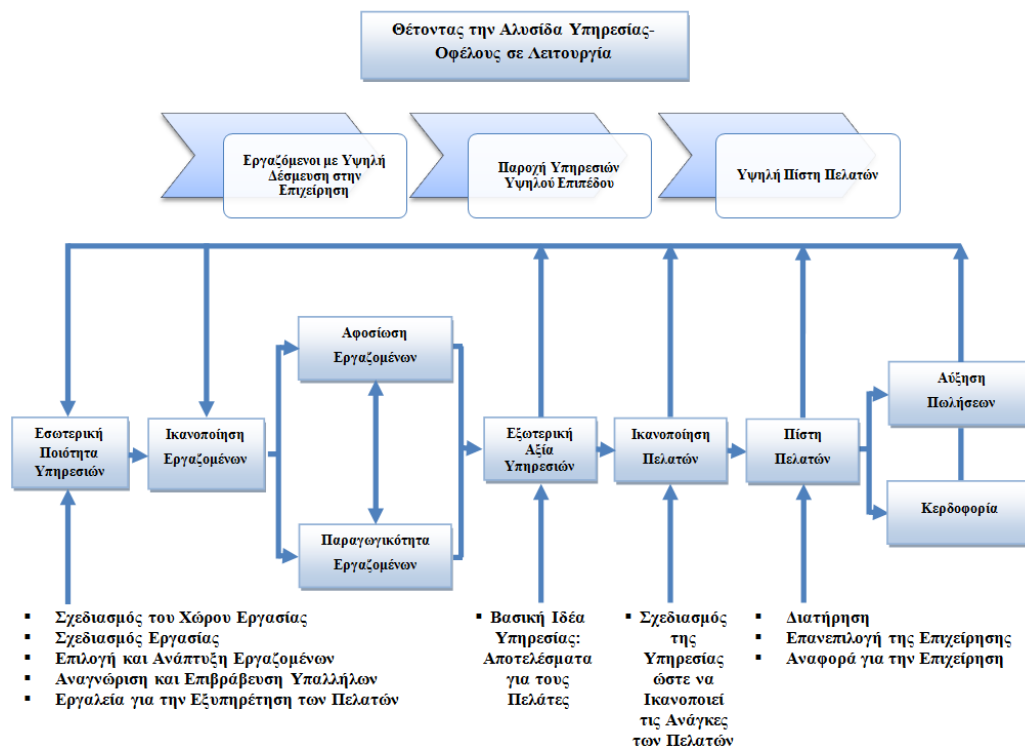 Θέτοντας την Αλυσίδα Υπηρεσίας-
Οφέλους σε Λειτουργία
Εργαζόμενοι με Υψηλή
Δέσμευση στην
Επιχείρηση
Παροχή Υπηρεσιών
Υψηλού Επιπέδου
Υψηλή Πίστη Πελατών
Εσωτερική
Ποιότητα
Υπηρεσιών
Ικανοποίηση
Εργαζομένων
Αφοσίωση
Εργαζομένων
Παραγωγικότητα
Εργαζομένων
Εξωτερική
Αξία
Υπηρεσιών
Ικανοποίηση
Πελατών
Πίστη
Πελατών
Αύξηση
Πωλήσεων
Κερδοφορία
▪ Σχεδιασμός του Χώρου Εργασίας
▪ Σχεδιασμός Εργασίας
▪ Επιλογή και Ανάπτυξη Εργαζομένων
▪ Αναγνώριση και Επιβράβευση Υπαλλήλων
▪ Εργαλεία για την Εξυπηρέτηση των Πελατών
▪ Βασική Ιδέα
Υπηρεσίας:
Αποτελέσματα
για τους
Πελάτες
▪ Σχεδιασμός
της
Υπηρεσίας
ώστε να
Ικανοποιεί
τις Ανάγκες
των Πελατών
▪ Διατήρηση
▪ Επανεπιλογή της Επιχείρησης
▪ Αναφορά για την Επιχείρηση